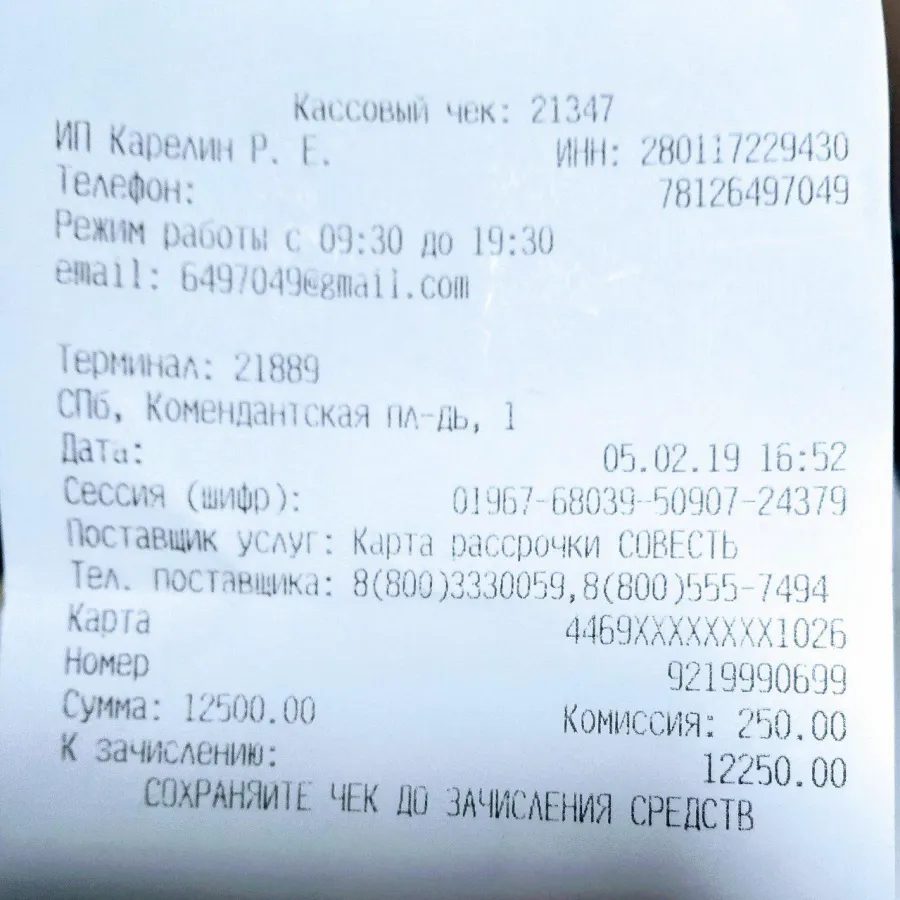 Кассовый чек: 21347
ИП Карелин Р. Е. ИНН: 280117229430
Телефон: 78126497049
Режим работы с 09:30 до 19:30
email: 6497049@gmail.com
Терминал: 21889
СПб, Комендантская пл-дь, 1
Дата: 05.02.19 16:52
Сессия (шифр): 01967-68039-50907-24379
Поставщик услуг: Карта рассрочки СОВЕСТЬ
Тел. поставщика: 8(800)3330059,8(800)555-7494
Карта 4469XXXXXXXX1026
Номер 9219990699
Сумма: 12500.00 Комиссия: 250.00
К зачислению: 12250.00
СОХРАНЯЙТЕ ЧЕК ДО ЗАЧИСЛЕНИЯ СРЕДСТВ